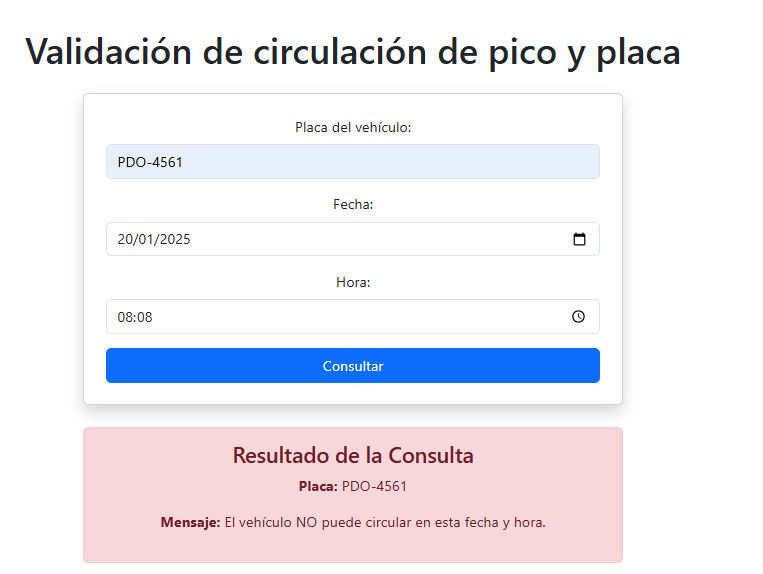 Validación de circulación de pico y placa
Placa del vehículo:
PDO-4561
Fecha:
20/01/2025
Hora:
08:08
Consultar
Resultado de la Consulta
Placa: PDO-4561
Mensaje: El vehículo NO puede circular en esta fecha y hora.